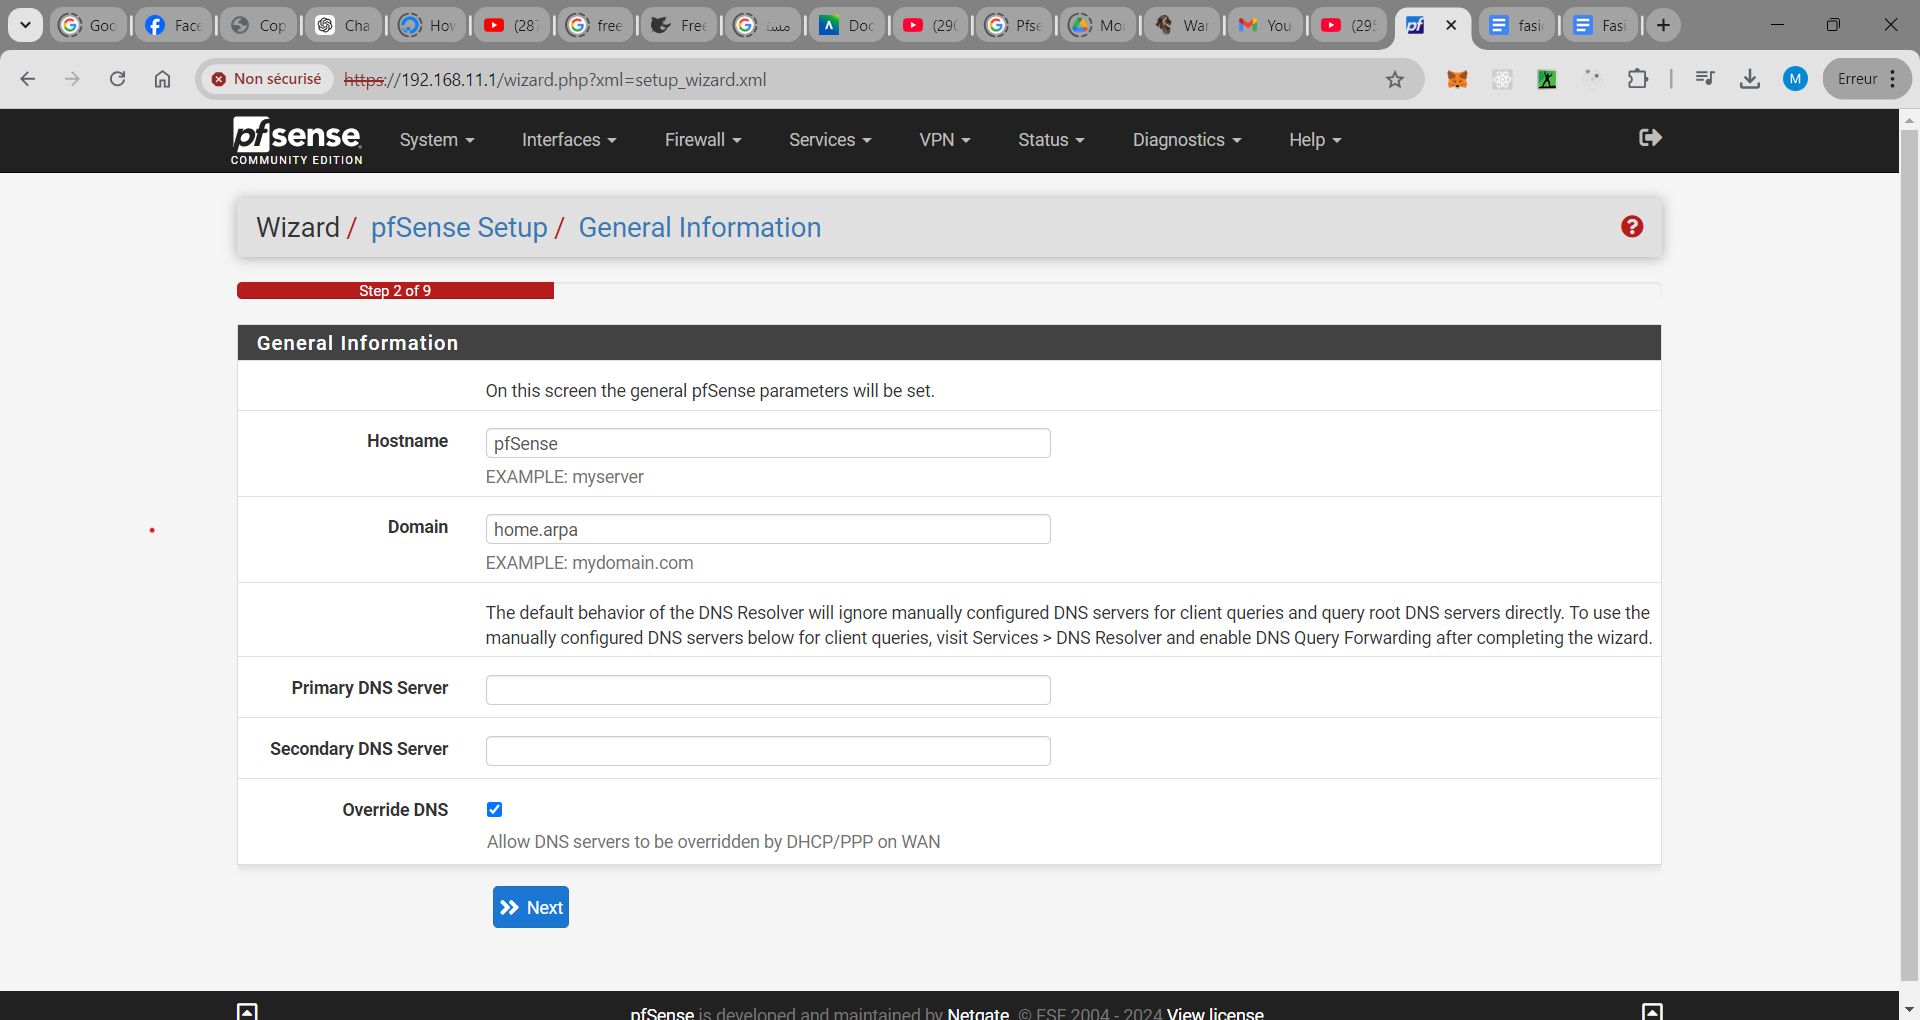 Goc
Face
Cop
Cha
Hov
(287
free
Free
مست
Doc
(290
Pfse
Mor
War
You
(295
pf
fasi
Fasi
Non sécurisé
https://192.168.11.1/wizard.php?xml=setup_wizard.xml
M
Erreur
pfsense
COMMUNITY EDITION
System
Interfaces
Firewall
Services
VPN
Status
Diagnostics
Help
Wizard / pfSense Setup / General Information
Step 2 of 9
General Information
On this screen the general pfSense parameters will be set.
Hostname
pfSense
EXAMPLE: myserver
Domain
home.arpa
EXAMPLE: mydomain.com
The default behavior of the DNS Resolver will ignore manually configured DNS servers for client queries and query root DNS servers directly. To use the
manually configured DNS servers below for client queries, visit Services > DNS Resolver and enable DNS Query Forwarding after completing the wizard.
Primary DNS Server
Secondary DNS Server
Override DNS
Allow DNS servers to be overridden by DHCP/PPP on WAN
Next
pfSense is developed and maintained by Netgate. © ESF 2004 - 2024 View license.